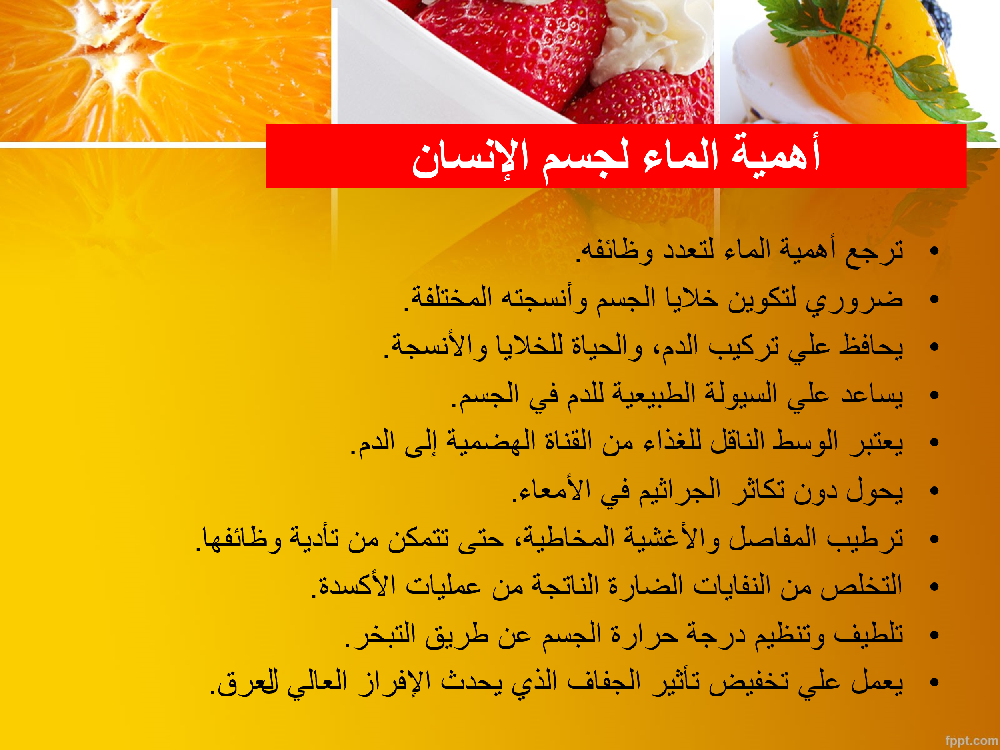 أهمية الماء لجسم الإنسان
• ترجع أهمية الماء لتعدد وظائفه.
• ضروري لتكوين خلايا الجسم وأنسجته المختلفة.
• يحافظ علي تركيب الدم، والحياة للخلايا والأنسجة.
• يساعد علي السيولة الطبيعية للدم في الجسم.
• يعتبر الوسط الناقل للغذاء من القناة الهضمية إلى الدم.
• يحول دون تكاثر الجراثيم في الأمعاء.
• ترطيب المفاصل والأغشية المخاطية، حتى تتمكن من تأدية وظائفها.
• التخلص من النفايات الضارة الناتجة من عمليات الأكسدة.
• تلطيف وتنظيم درجة حرارة الجسم عن طريق التبخر.
• يعمل علي تخفيض تأثير الجفاف الذي يحدث الإفراز العالي للعرق.
fppt.com